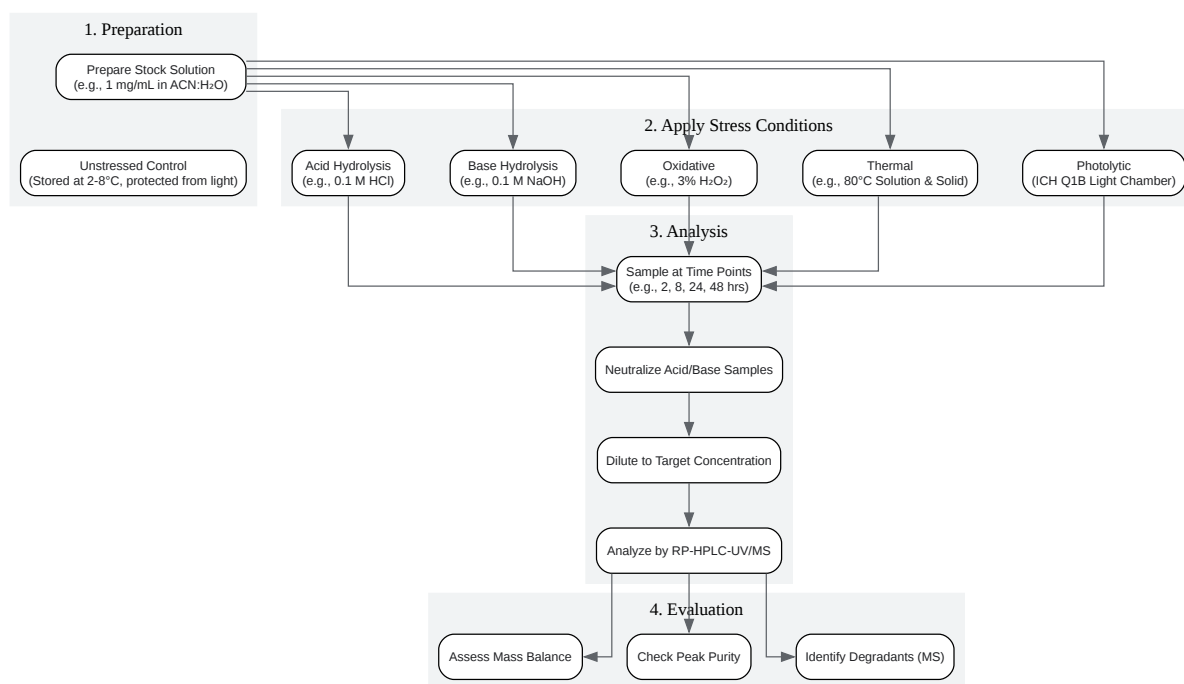 1. Preparation
Prepare Stock Solution
(e.g., 1 mg/mL in ACN:H₂O)
Unstressed Control
(Stored at 2-8°C, protected from light)
2. Apply Stress Conditions
Acid Hydrolysis
(e.g., 0.1 M HCl)
Base Hydrolysis
(e.g., 0.1 M NaOH)
Oxidative
(e.g., 3% H₂O₂)
Thermal
(e.g., 80°C Solution & Solid)
Photolytic
(ICH Q1B Light Chamber)
3. Analysis
Sample at Time Points
(e.g., 2, 8, 24, 48 hrs)
Neutralize Acid/Base Samples
Dilute to Target Concentration
Analyze by RP-HPLC-UV/MS
4. Evaluation
Assess Mass Balance
Check Peak Purity
Identify Degradants (MS)